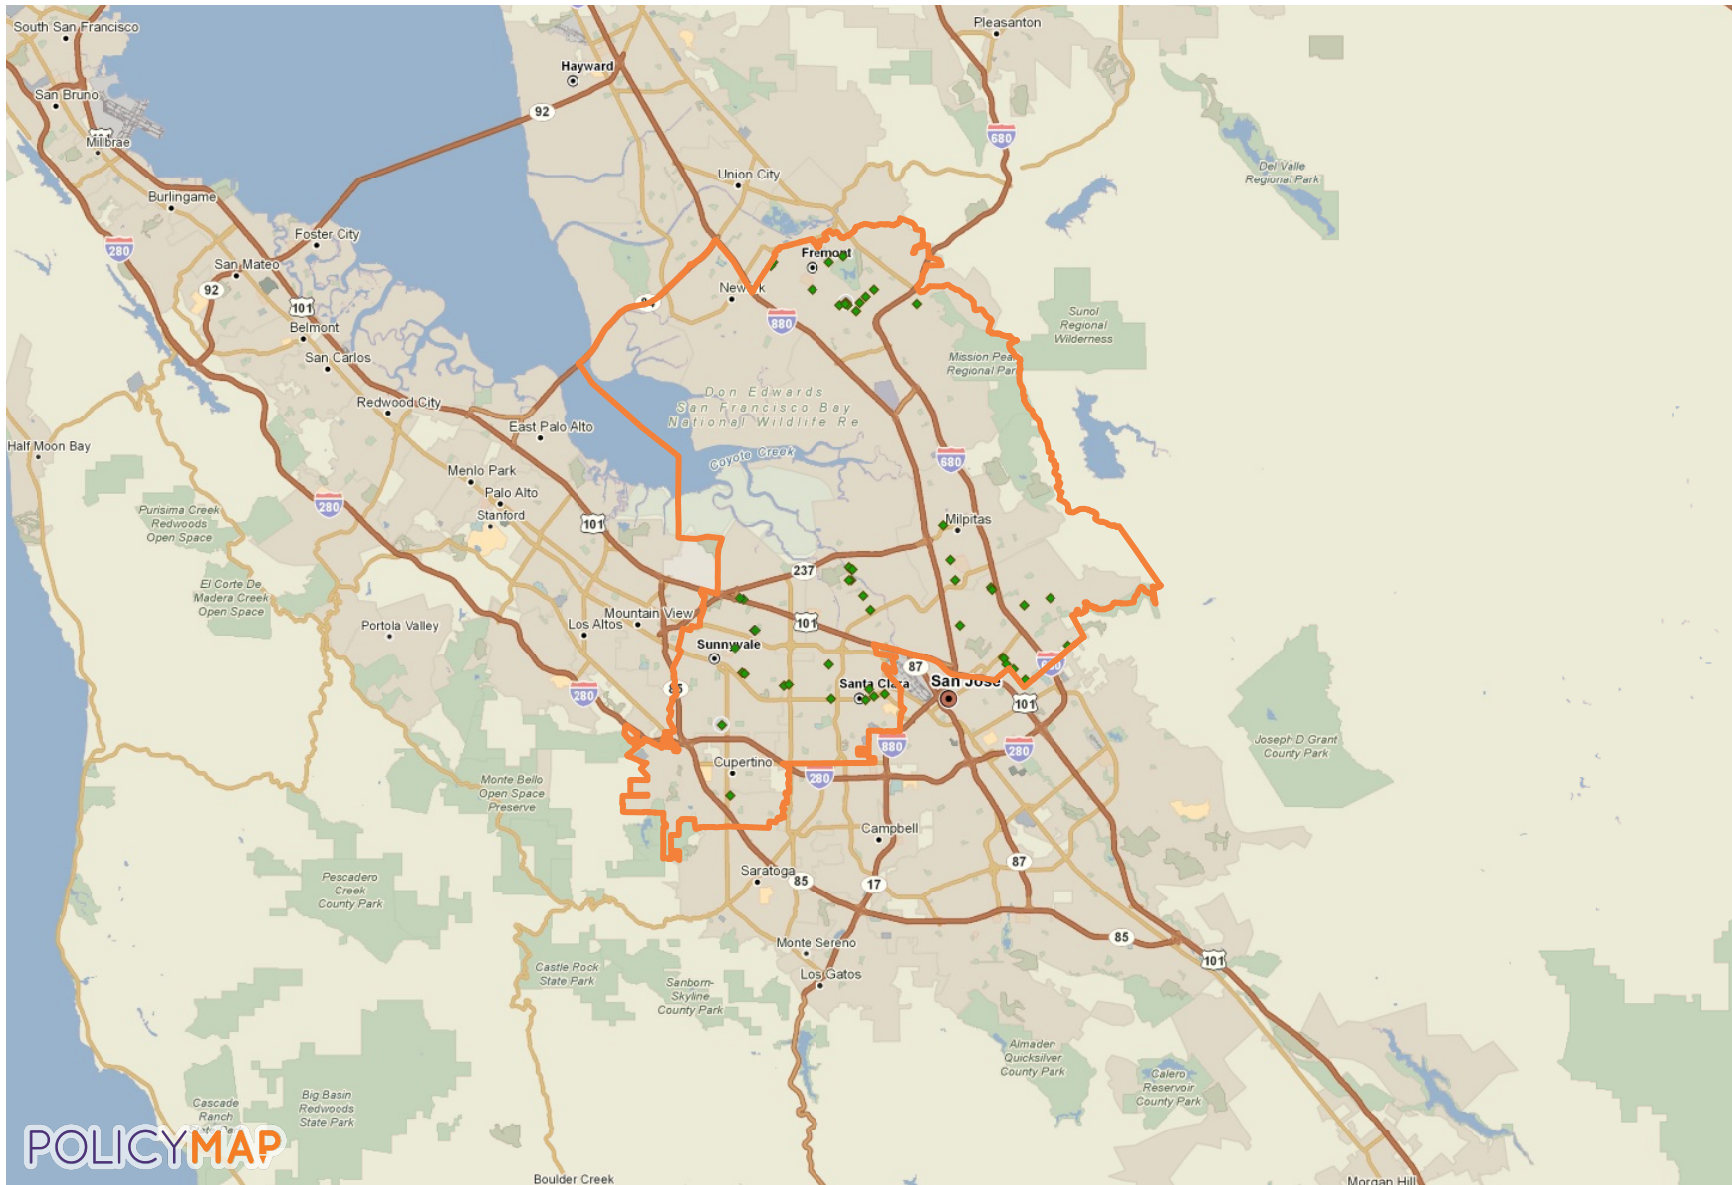 South San Francisco
Pleasanton
Hayward
San Bruno
92
680
Milbrae
Del Valle
Regional Park
Union City
Burlingame
Foster City
280
Fremont
San Mateo
92
101
880
Sunol
Regional
Wilderness
Belmont
San Carlos
Mission Peak
Regional Park
Don Edwards
San Francisco Bay
National Wildlife Re
Redwood City
East Palo Alto
Half Moon Bay
Coyote Creek
680
Menlo Park
Palo Alto
280
Purisima Creek
Redwoods
Open Space
Stanford
101
Milpitas
El Corte De
Madera Creek
Open Space
237
Mountain View
Portola Valley
Los Altos
101
Sunnyvale
87
Santa Clara
San Jose
85
280
101
880
280
Joseph D Grant
County Park
Cupertino
280
Monte Bello
Open Space
Preserve
Campbell
87
Saratoga
85
17
Pescadero
Creek
County Park
85
Monte Sereno
101
Castle Rock
State Park
Los Gatos
Sanborn-
Skyline
County Park
Almaden
Quicksilver
County Park
Calero
Reservoir
County Park
Cascade
Ranch
Big Basin
Redwoods
State Park
POLICYMAP
Boulder Creek
Morgan Hill